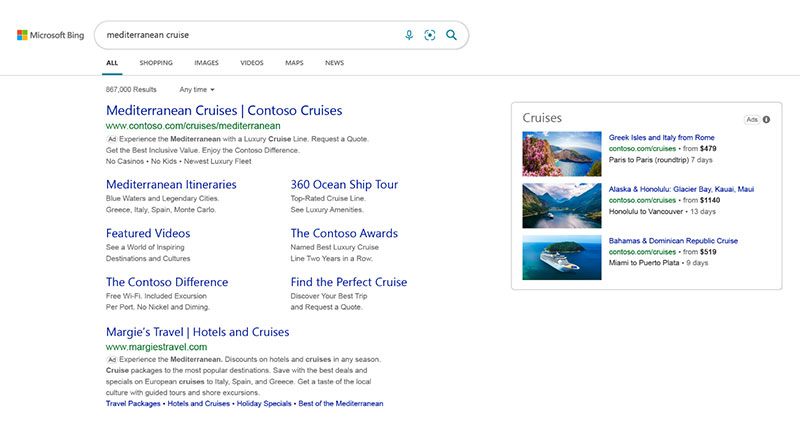 Microsoft Bing
mediterranean cruise
ALL SHOPPING IMAGES VIDEOS MAPS NEWS
867,000 Results Any time
Mediterranean Cruises | Contoso Cruises
www.contoso.com/cruises/mediterranean
Ad Experience the Mediterranean with a Luxury Cruise Line. Request a Quote.
Get the Best Inclusive Value. Enjoy the Contoso Difference.
No Casinos • No Kids • Newest Luxury Fleet
Mediterranean Itineraries
Blue Waters and Legendary Cities.
Greece, Italy, Spain, Monte Carlo.
360 Ocean Ship Tour
Top-Rated Cruise Line.
See Luxury Amenities.
Featured Videos
See a World of Inspiring
Destinations and Cultures
The Contoso Awards
Named Best Luxury Cruise
Line Two Years in a Row.
The Contoso Difference
Free Wi-Fi. Included Excursion
Per Port. No Nickel and Diming.
Find the Perfect Cruise
Discover Your Best Trip
and Request a Quote.
Margie's Travel | Hotels and Cruises
www.margiestravel.com
Ad Experience the Mediterranean. Discounts on hotels and cruises in any season.
Cruise packages to the most popular destinations. Save with the best deals and
specials on European cruises to Italy, Spain, and Greece. Get a taste of the local
culture with guided tours and shore excursions.
Travel Packages • Hotels and Cruises • Holiday Specials • Best of the Mediterranean
Cruises Ads
Greek Isles and Italy from Rome
contoso.com/cruises • from $479
Paris to Paris (roundtrip) 7 days
Alaska & Honolulu: Glacier Bay, Kauai, Maui
contoso.com/cruises • from $1140
Honolulu to Vancouver • 13 days
Bahamas & Dominican Republic Cruise
contoso.com/cruises • from $519
Miami to Puerto Plata • 9 days